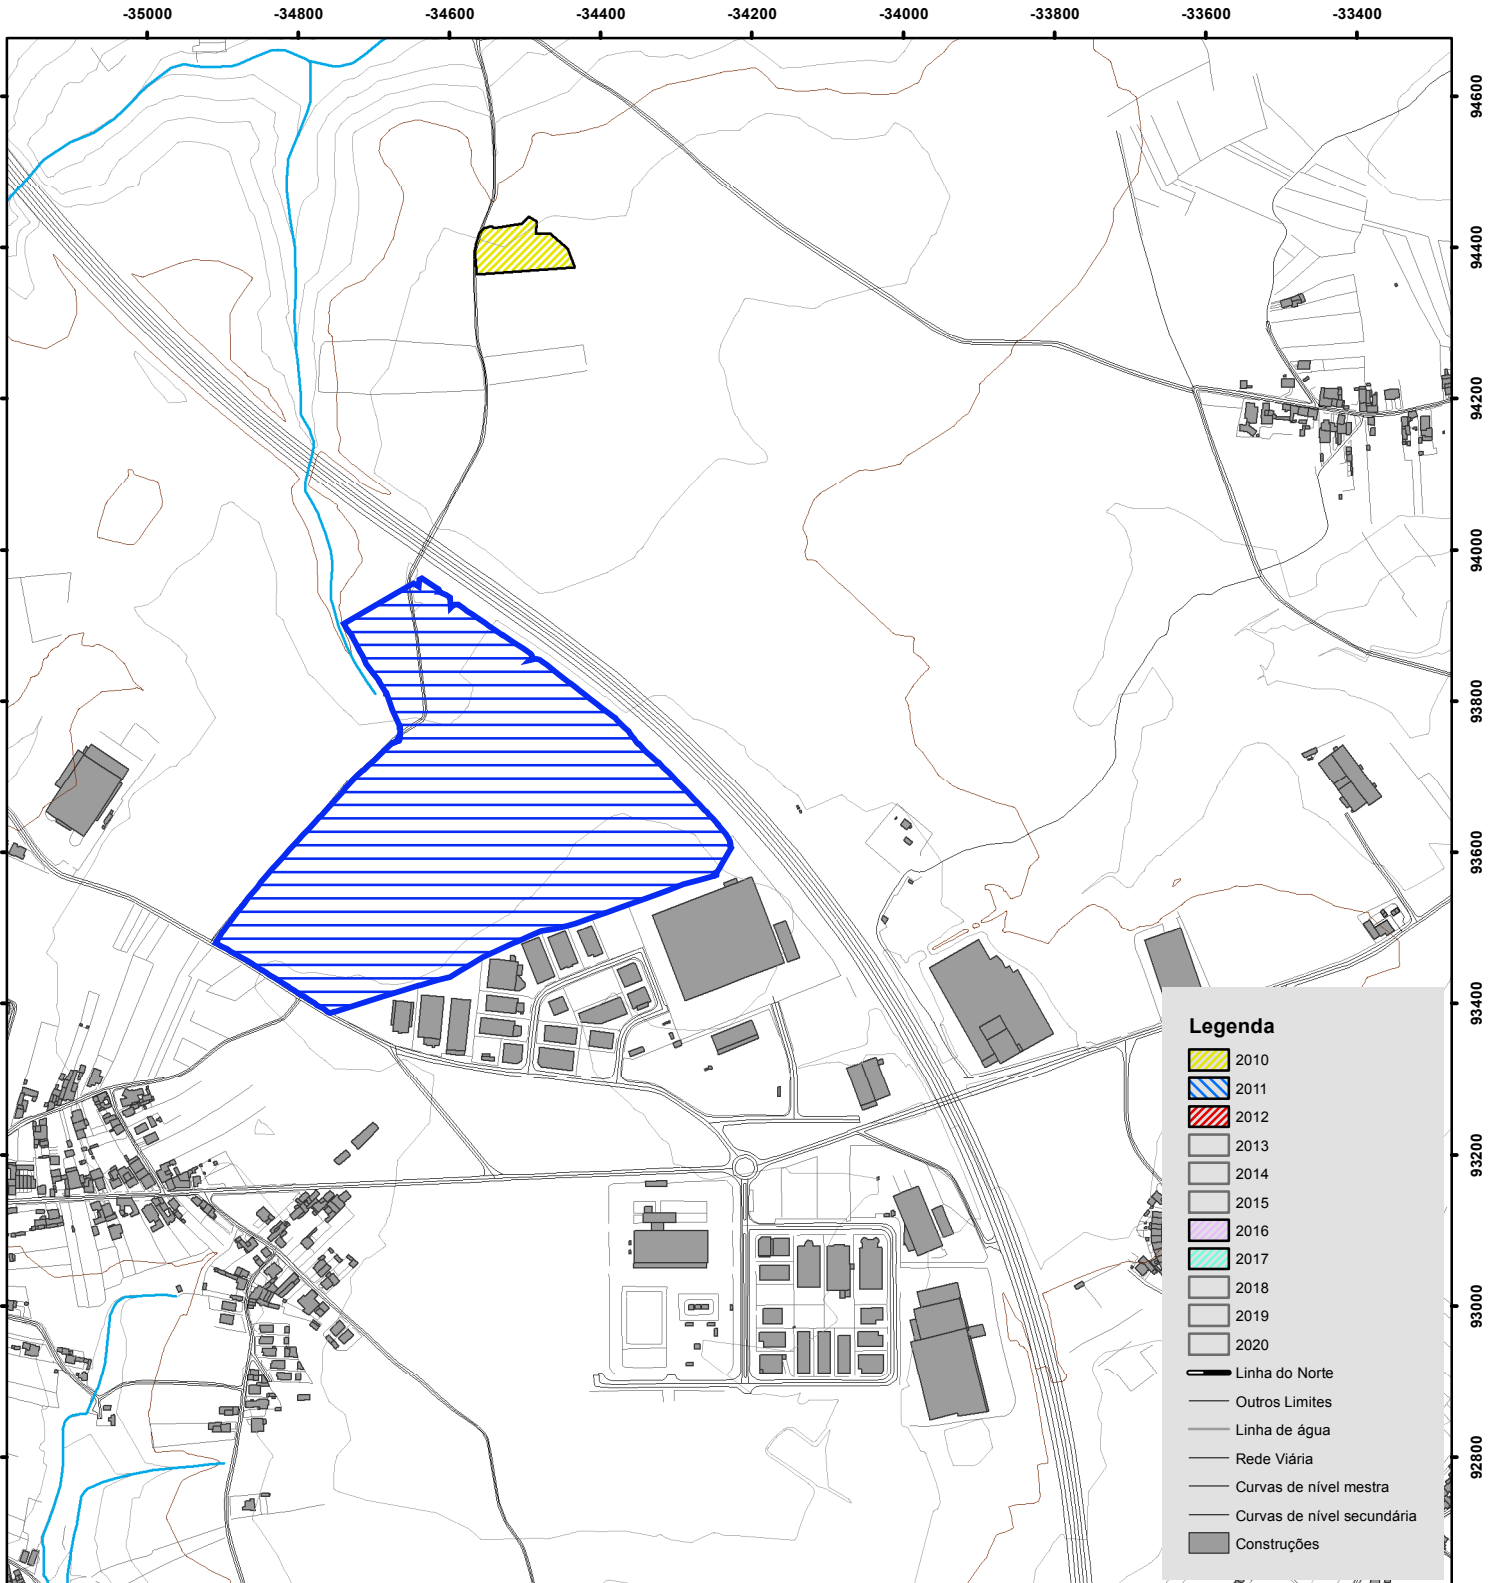 -35000 -34800 -34600 -34400 -34200 -34000 -33800 -33600 -33400
94600
94400
94200
94000
93800
93600
93400
93200
93000
92800
Legenda
2010
2011
2012
2013
2014
2015
2016
2017
2018
2019
2020
Linha do Norte
Outros Limites
Linha de água
Rede Viária
Curvas de nível mestra
Curvas de nível secundária
Construções